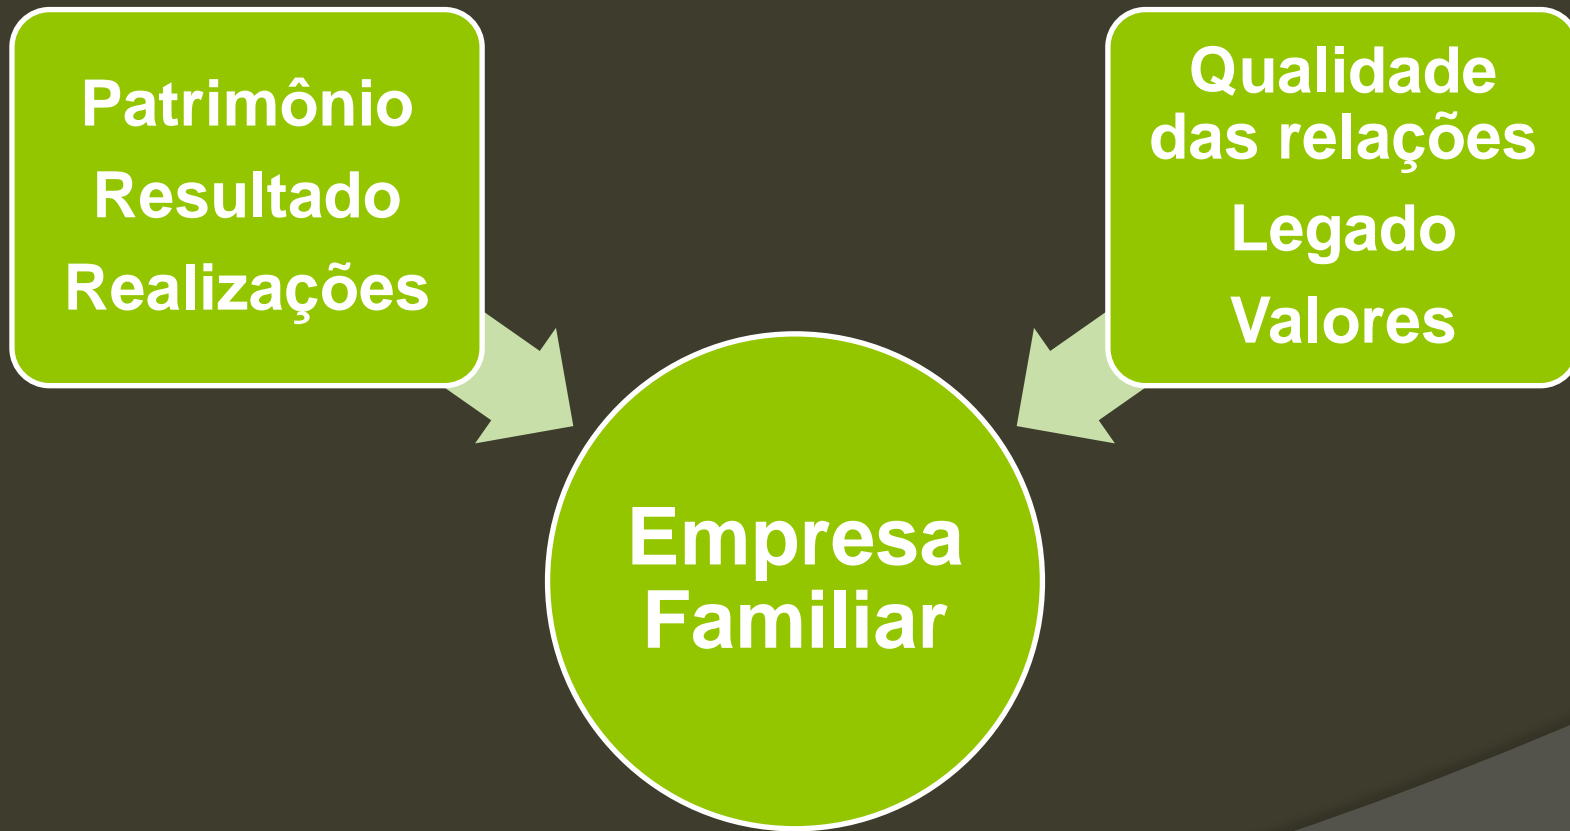 Patrimônio
Resultado
Realizações
Qualidade
das relações
Legado
Valores
Empresa
Familiar